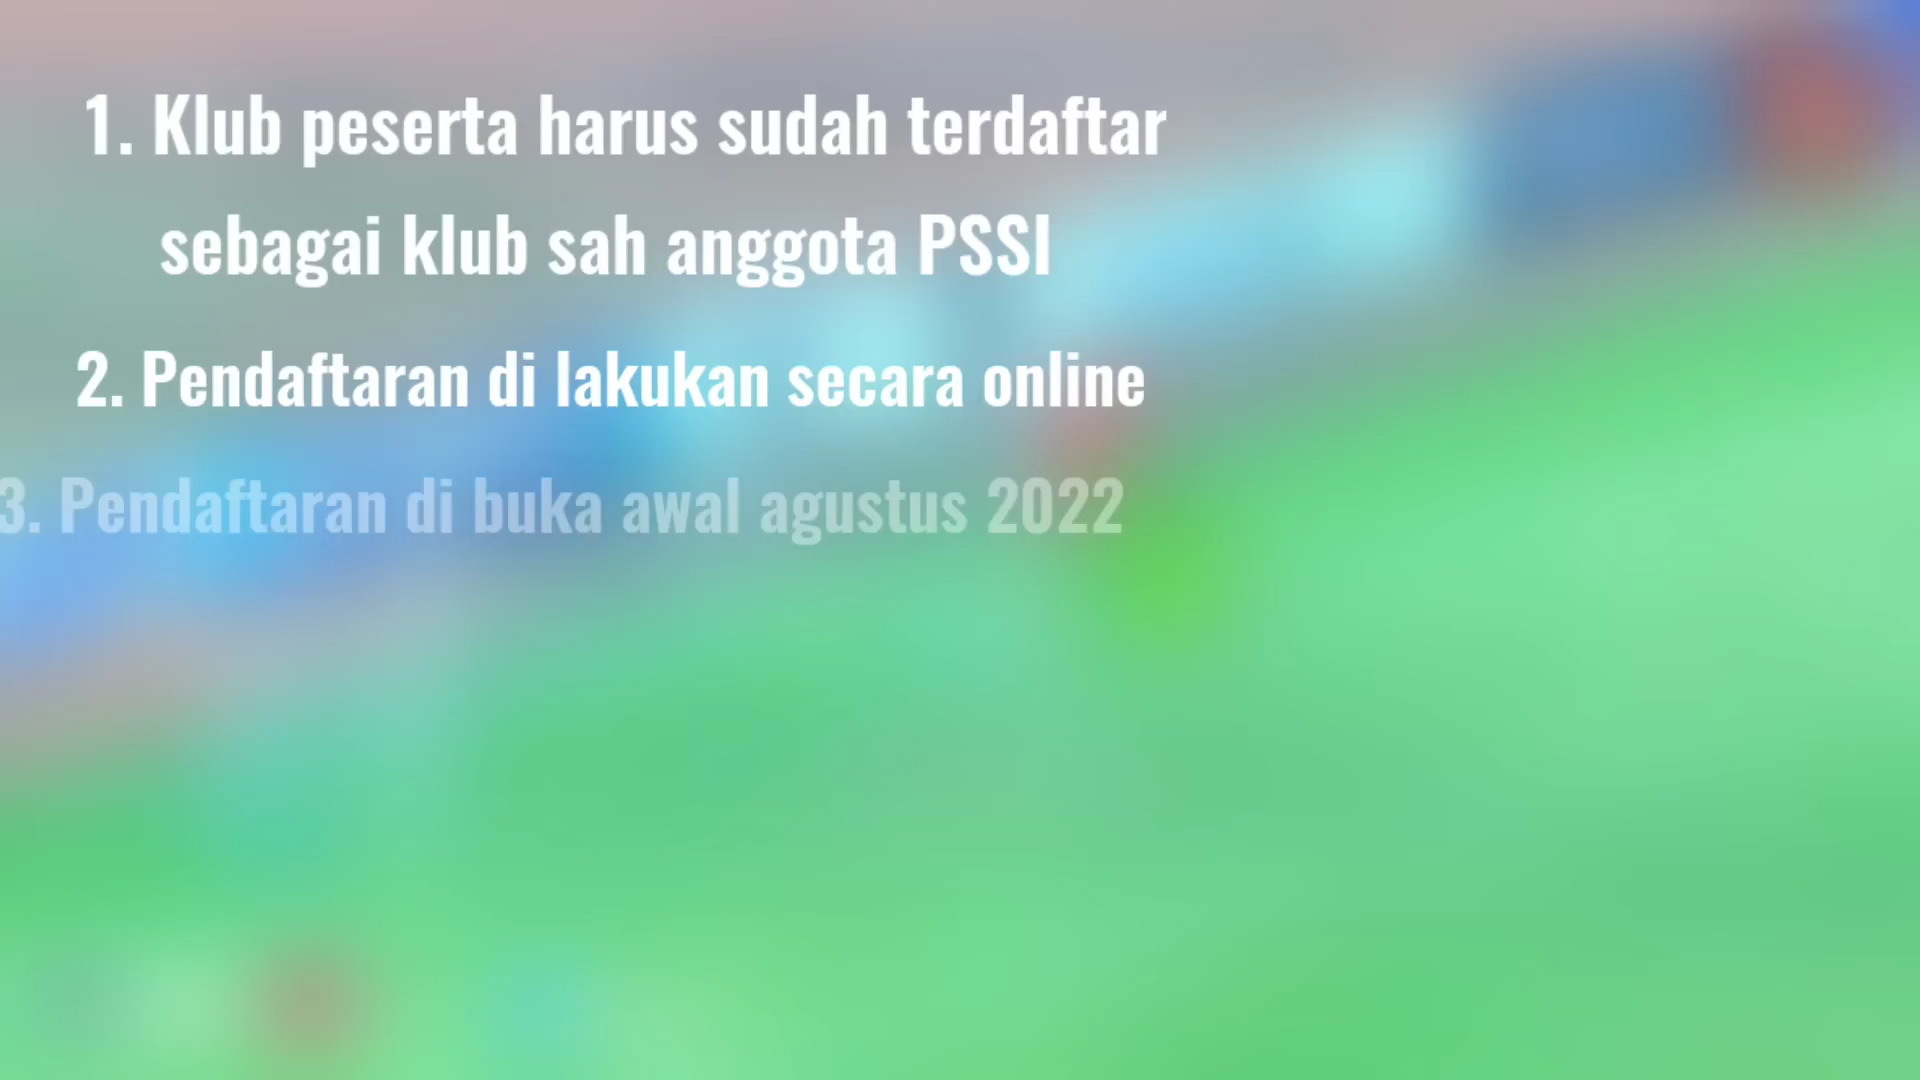 1. Klub peserta harus sudah terdaftar
sebagai klub sah anggota PSSI
2. Pendaftaran di lakukan secara online
3. Pendaftaran di buka awal agustus 2022